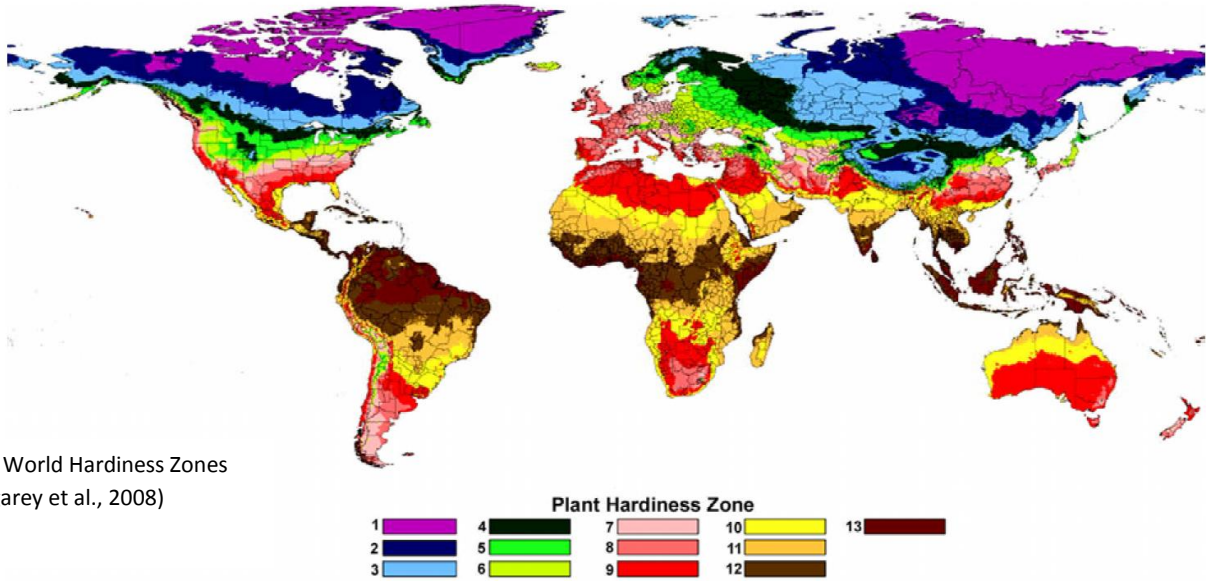 World Hardiness Zones
arey et al., 2008)
Plant Hardiness Zone
1 4 7 10 13
2 5 8 11
3 6 9 12